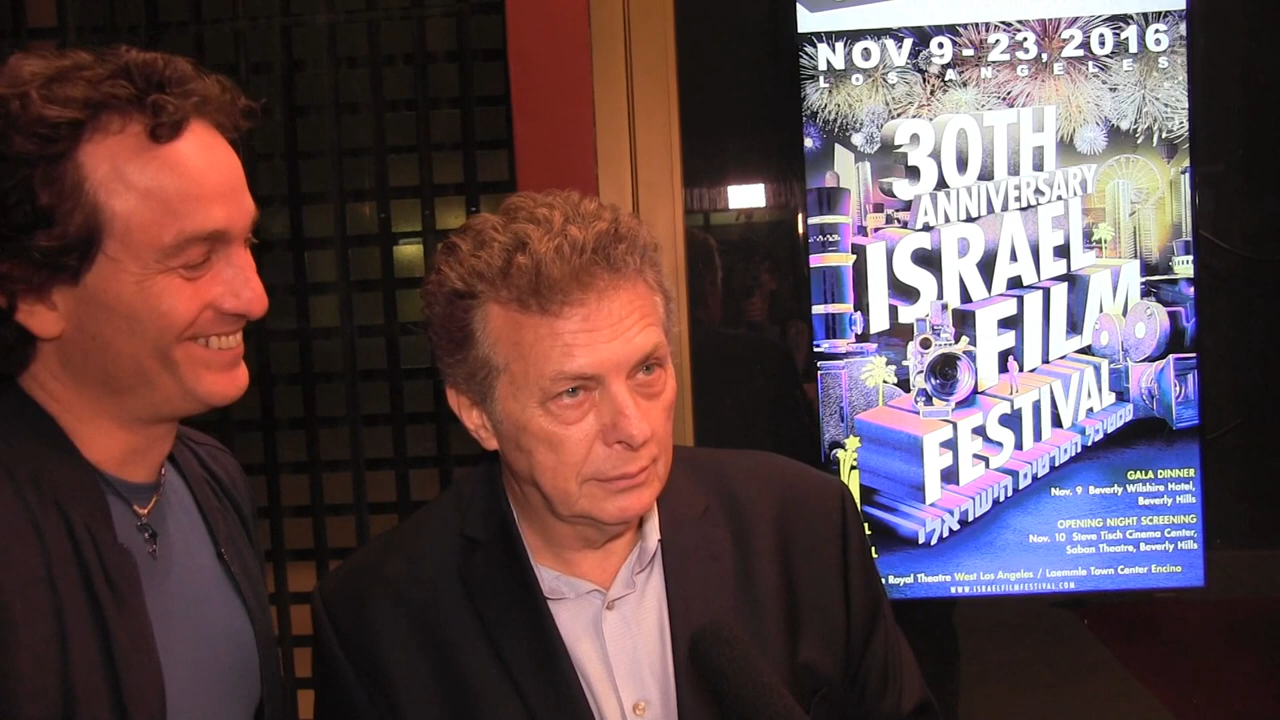 NOV 9 - 23, 2016
LOS ANGELES
30TH
ANNIVERSARY
ISRAEL
FILM
FESTIVAL
פסטיבל הסרטים הישראלי
GALA DINNER
Nov. 9 Beverly Wilshire Hotel,
Beverly Hills
OPENING NIGHT SCREENING
Nov. 10 Steve Tisch Cinema Center,
Saban Theatre, Beverly Hills
Royal Theatre West Los Angeles / Laemmle Town Center Encino
WWW.ISRAELFILMFESTIVAL.COM